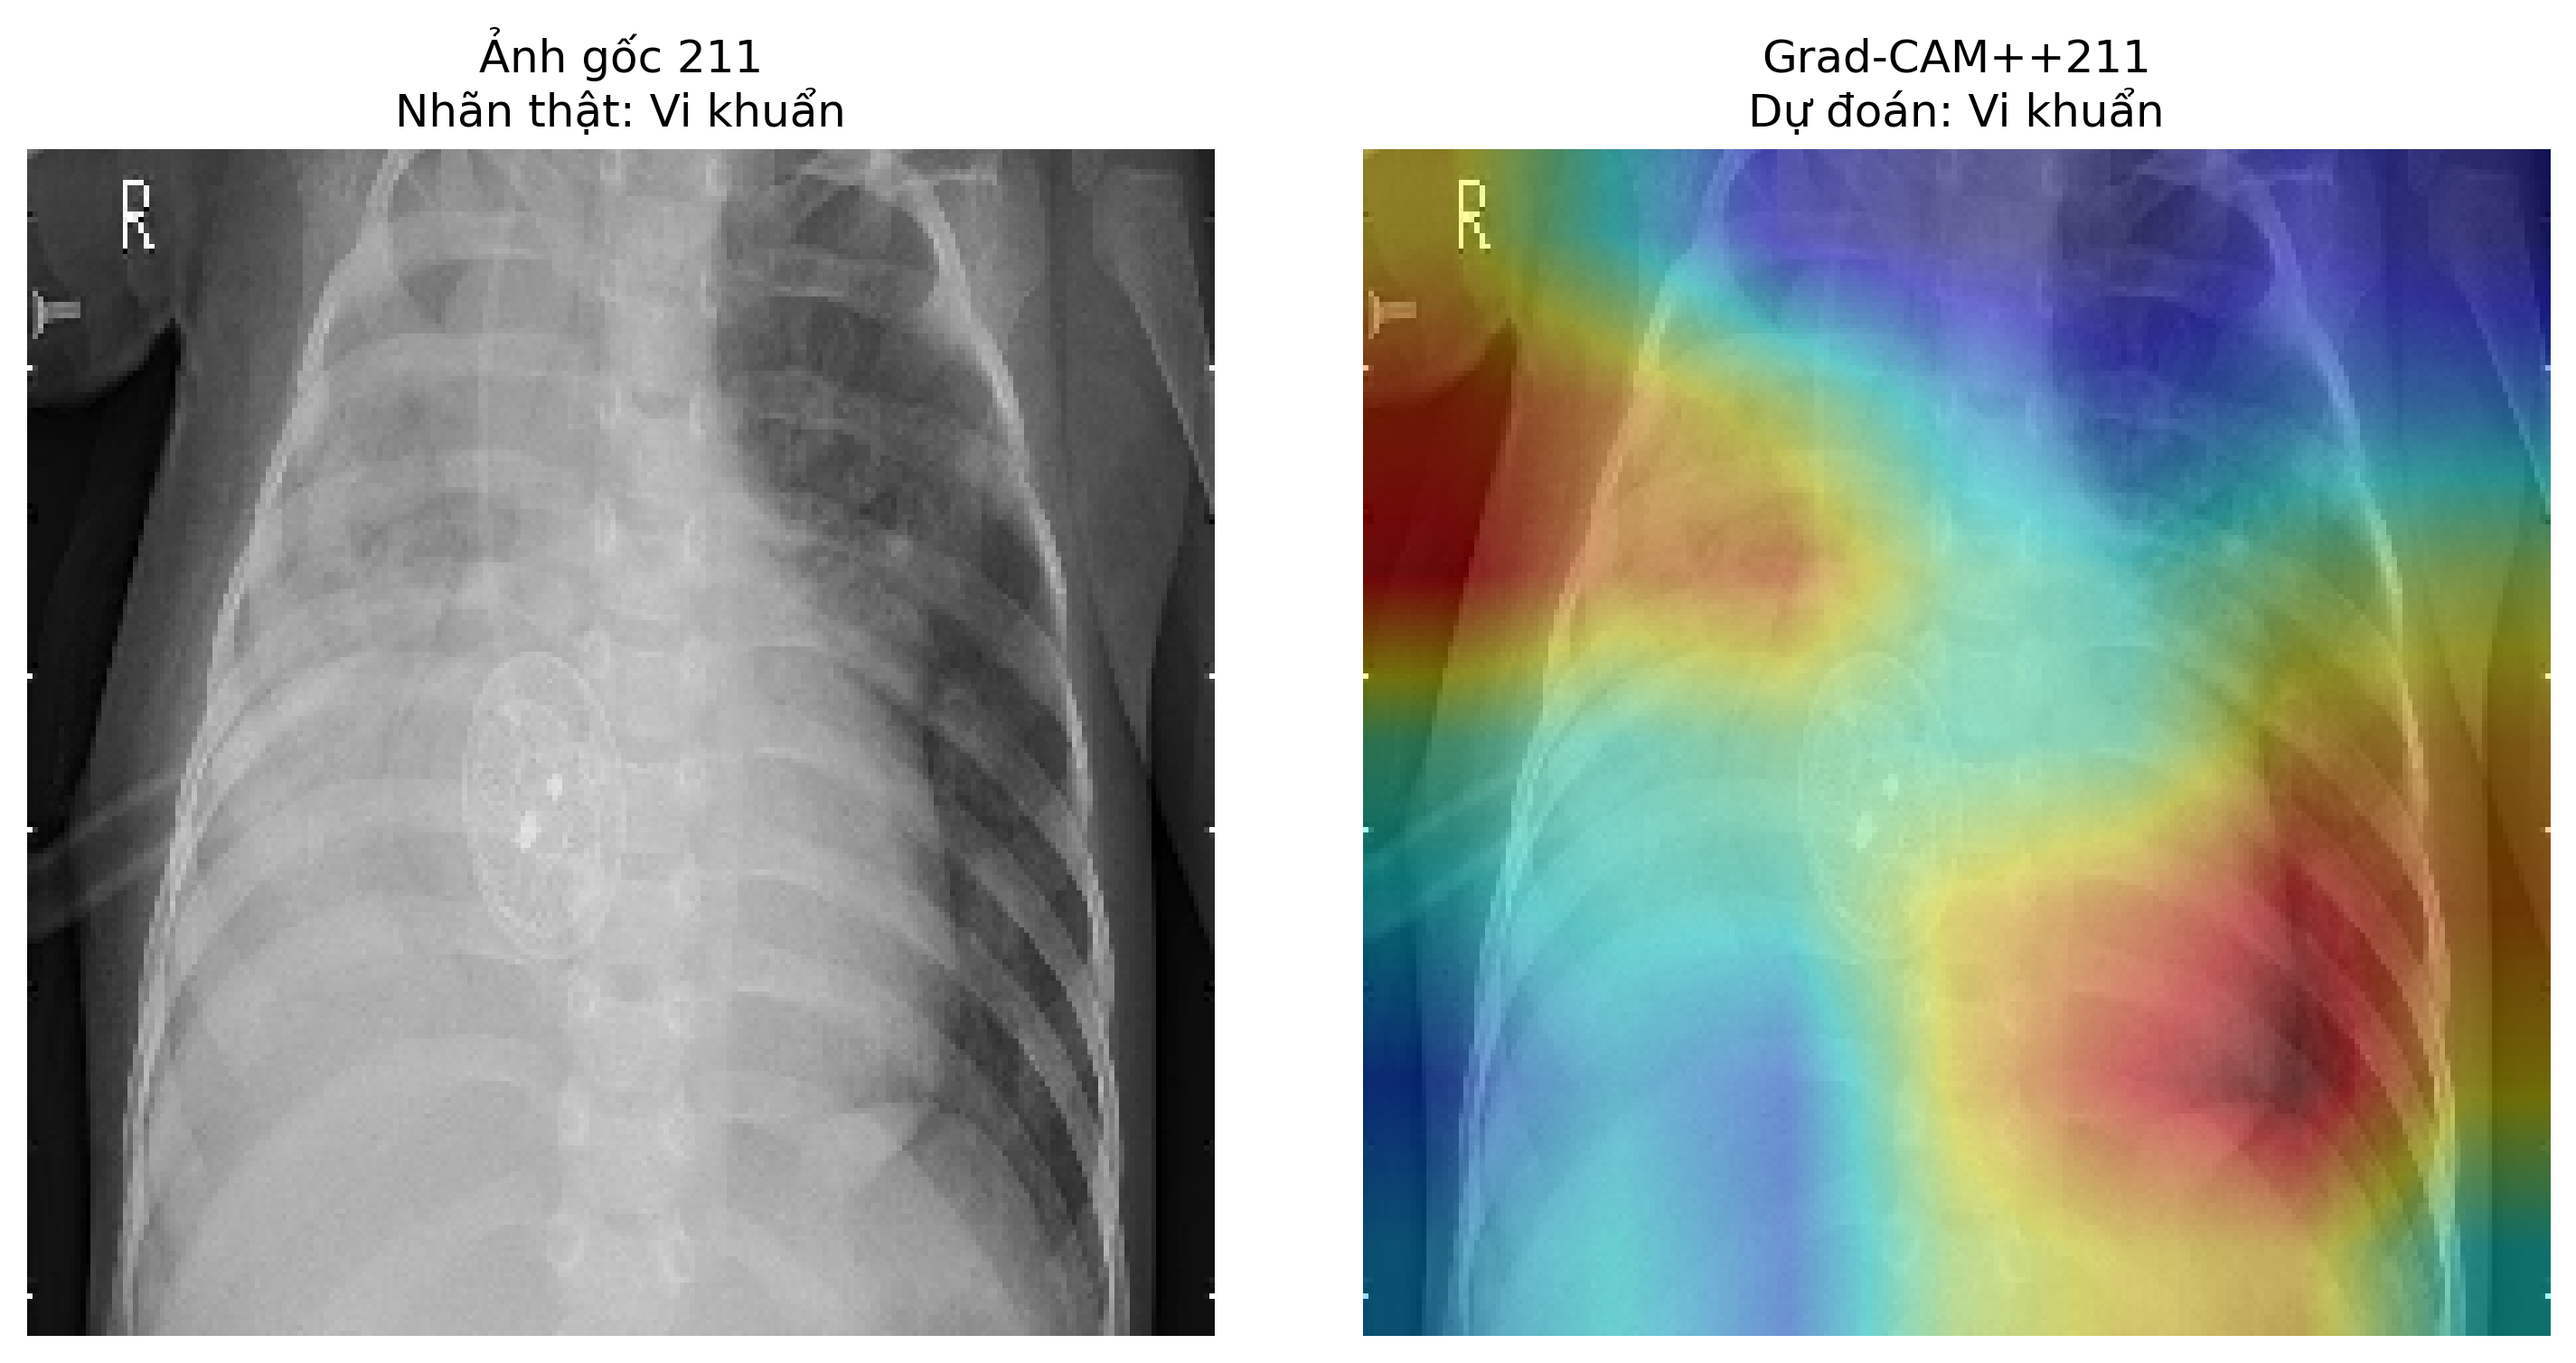 Ảnh gốc 211
Nhãn thật: Vi khuẩn
R
Grad-CAM++211
Dự đoán: Vi khuẩn
R